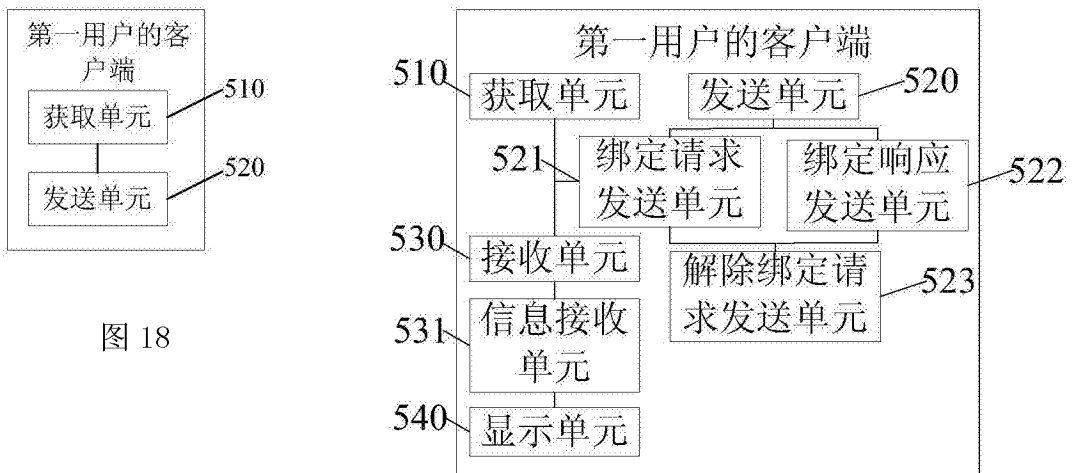 第一用户的客
户端
510
获取单元
520
发送单元
图 18
第一用户的客户端
510
获取单元
发送单元
520
521
绑定请求
发送单元
绑定响应
发送单元
522
530
接收单元
解除绑定请
求发送单元
523
531
信息接收
单元
540
显示单元